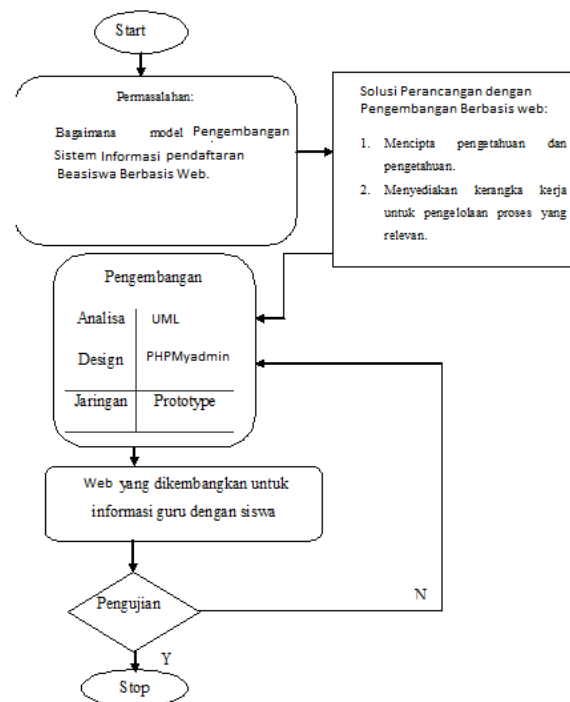 Start
Permasalahan:
Bagaimana model Pengembangan
Sistem Informasi pendaftaran
Beasiswa Berbasis Web.
Solusi Perancangan dengan
Pengembangan Berbasis web:
1. Mencipta pengetahuan dan
pengetahuan.
2. Menyediakan kerangka kerja
untuk pengelolaan proses yang
relevan.
Pengembangan
Analisa UML
Design PHPMyadmin
Jaringan Prototype
Web yang dikembangkan untuk
informasi guru dengan siswa
Pengujian
N
Y
Stop